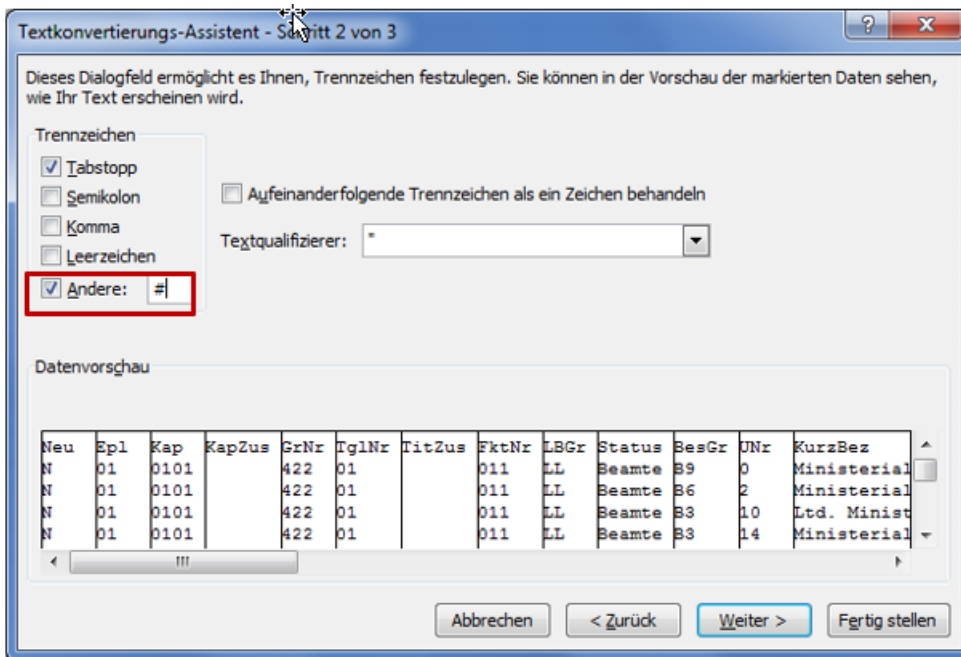 Textkonvertierungs-Assistent - Schritt 2 von 3
Dieses Dialogfeld ermöglicht es Ihnen, Trennzeichen festzulegen. Sie können in der Vorschau der markierten Daten sehen,
wie Ihr Text erscheinen wird.
Trennzeichen
Tabstopp
Semikolon
Komma
Leerzeichen
Andere: #
Aufeinanderfolgende Trennzeichen als ein Zeichen behandeln
Textqualifizierer: "
Datenvorschau
Neu Epl Kap KapZus GrNr TglNr TitZus FktNr LBGr Status BesGr UNr KurzBez
N 01 0101 422 01 011 LL Beamte B9 0 Ministerial
N 01 0101 422 01 011 LL Beamte B6 2 Ministerial
N 01 0101 422 01 011 LL Beamte B3 10 Ltd. Minist
N 01 0101 422 01 011 LL Beamte B3 14 Ministerial
Abbrechen < Zurück Weiter > Fertig stellen